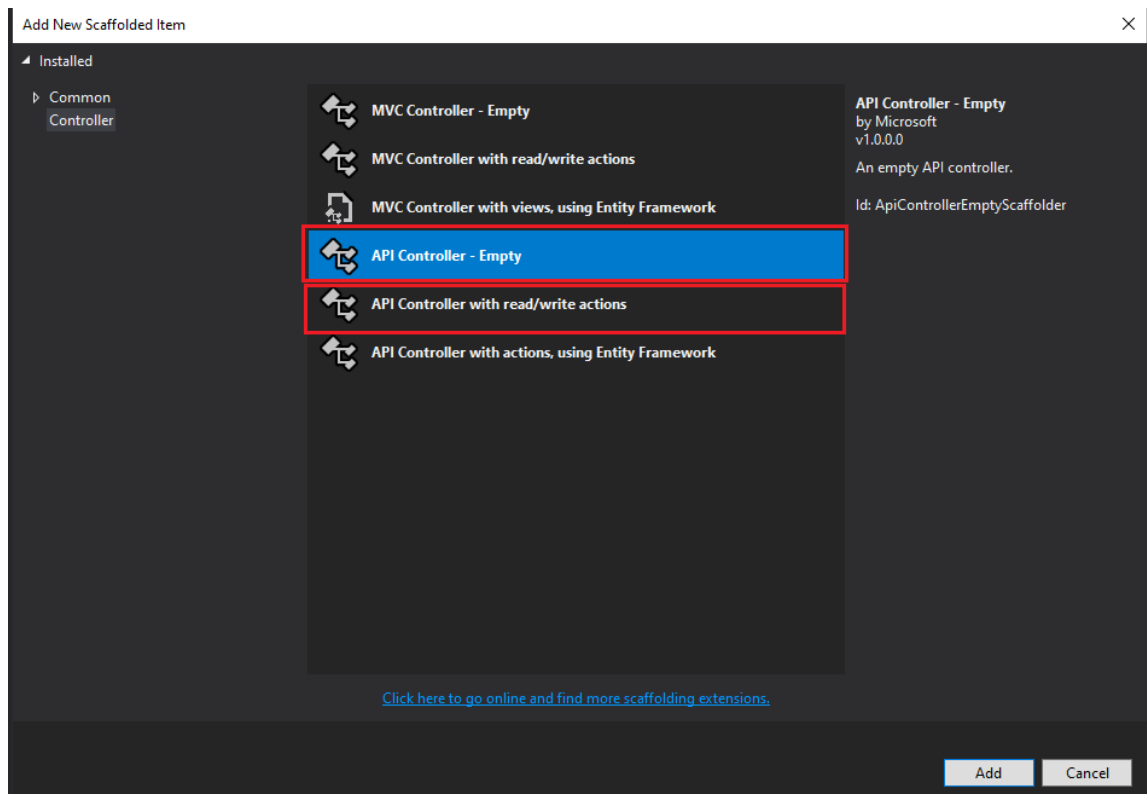 Add New Scaffolded Item
Installed
Common
Controller
MVC Controller - Empty
MVC Controller with read/write actions
MVC Controller with views, using Entity Framework
API Controller - Empty
API Controller with read/write actions
API Controller with actions, using Entity Framework
API Controller - Empty
by Microsoft
v1.0.0.0
An empty API controller.
Id: ApiControllerEmptyScaffolder
Click here to go online and find more scaffolding extensions.
Add
Cancel